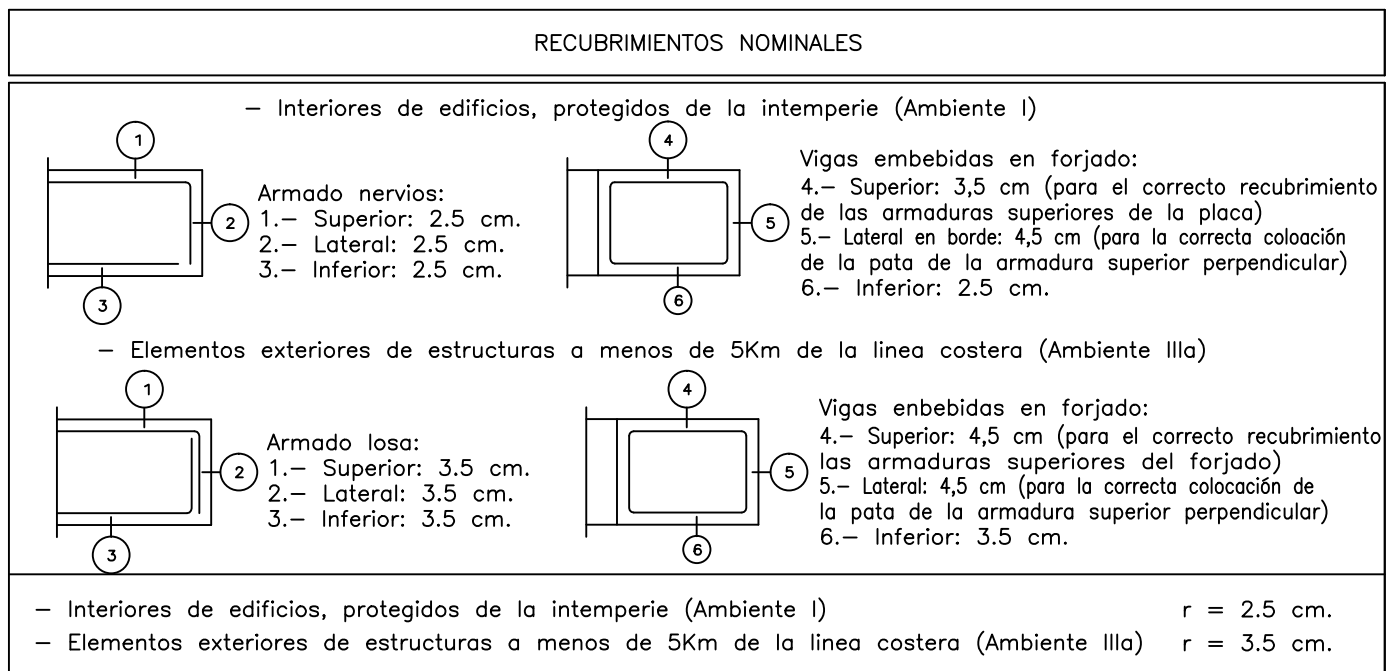 RECUBRIMIENTOS NOMINALES
– Interiores de edificios, protegidos de la intemperie (Ambiente I)
1
2
3
Armado nervios:
1.– Superior: 2.5 cm.
2.– Lateral: 2.5 cm.
3.– Inferior: 2.5 cm.
4
5
6
Vigas embebidas en forjado:
4.– Superior: 3,5 cm (para el correcto recubrimiento
de las armaduras superiores de la placa)
5.– Lateral en borde: 4,5 cm (para la correcta coloación
de la pata de la armadura superior perpendicular)
6.– Inferior: 2.5 cm.
– Elementos exteriores de estructuras a menos de 5Km de la linea costera (Ambiente IIIa)
1
2
3
Armado losa:
1.– Superior: 3.5 cm.
2.– Lateral: 3.5 cm.
3.– Inferior: 3.5 cm.
4
5
6
Vigas enbebidas en forjado:
4.– Superior: 4,5 cm (para el correcto recubrimiento
las armaduras superiores del forjado)
5.– Lateral: 4,5 cm (para la correcta colocación de
la pata de la armadura superior perpendicular)
6.– Inferior: 3.5 cm.
– Interiores de edificios, protegidos de la intemperie (Ambiente I) r = 2.5 cm.
– Elementos exteriores de estructuras a menos de 5Km de la linea costera (Ambiente IIIa) r = 3.5 cm.